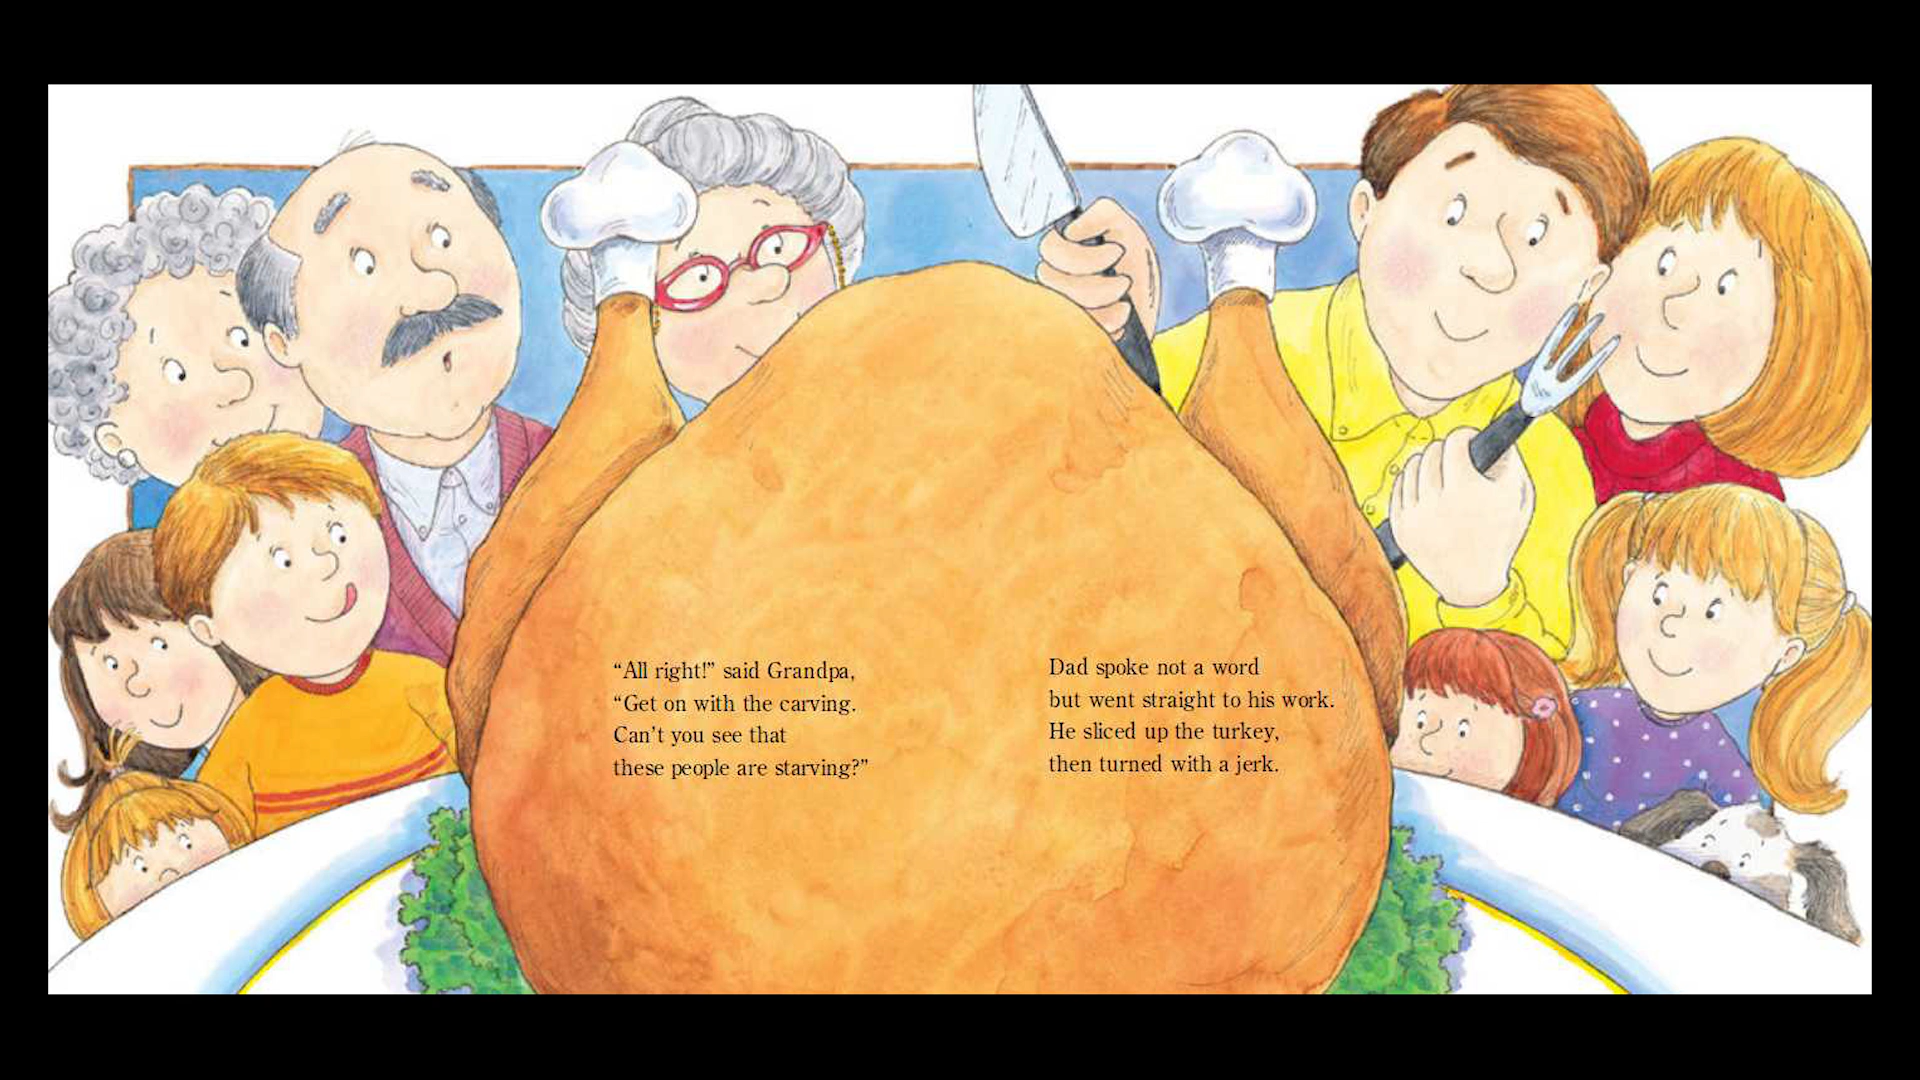 “All right!” said Grandpa,
“Get on with the carving.
Can’t you see that
these people are starving?”
Dad spoke not a word
but went straight to his work.
He sliced up the turkey,
then turned with a jerk.